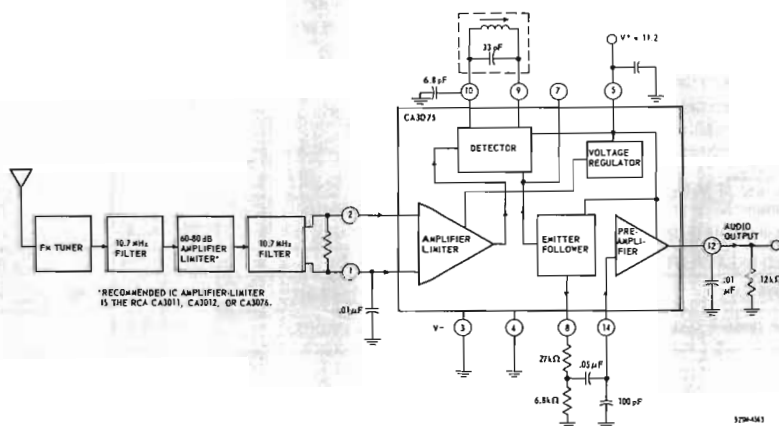 33 pF
V+ = 11.2
6.8 pF
10
9
7
5
CA3075
DETECTOR
VOLTAGE
REGULATOR
FM TUNER
10.7 MHz
FILTER
60-80 dB
AMPLIFIER
LIMITER*
10.7 MHz
FILTER
2
1
AMPLIFIER
LIMITER
EMITTER
FOLLOWER
PRE-
AMPLI-
FIER
12
AUDIO
OUTPUT
*RECOMMENDED IC AMPLIFIER-LIMITER
IS THE RCA CA3011, CA3012, OR CA3076.
.01 µF
.01
µF
12kΩ
V-
3
4
8
14
27kΩ
.05 µF
6.8kΩ
100 pF